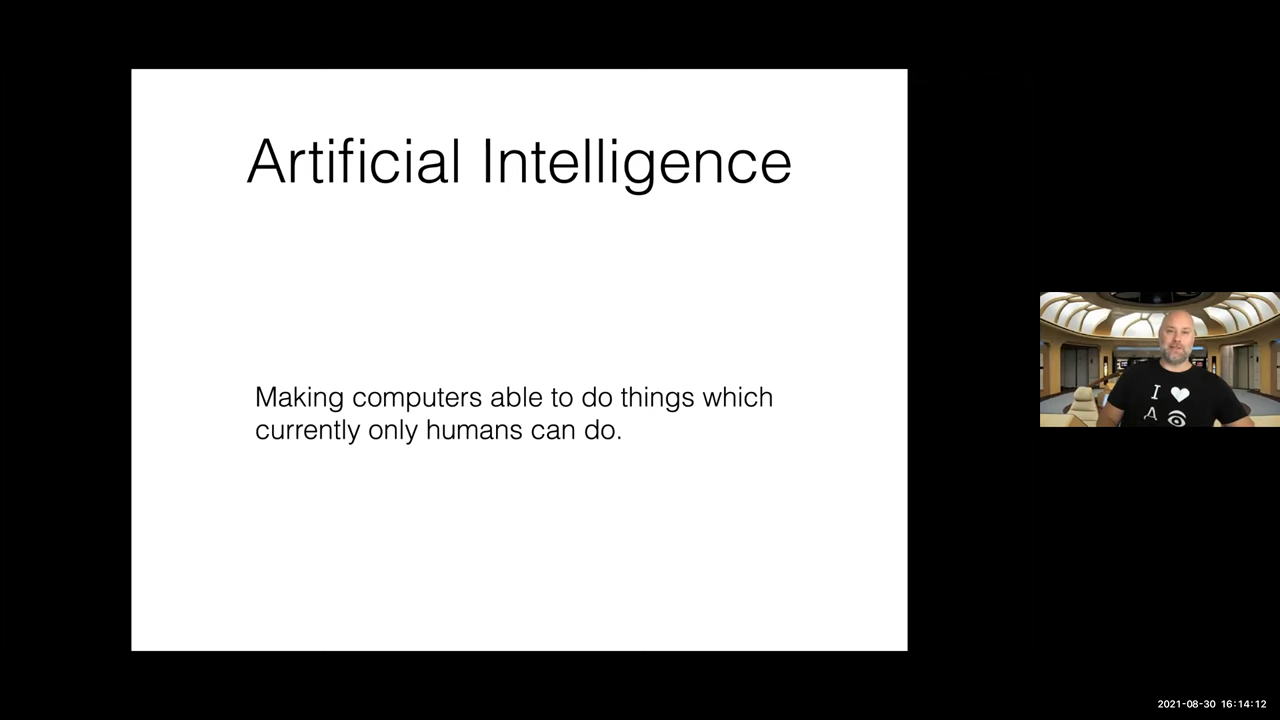 Artificial Intelligence
Making computers able to do things which
currently only humans can do.
I ♥
A
2021-08-30 16:14:12